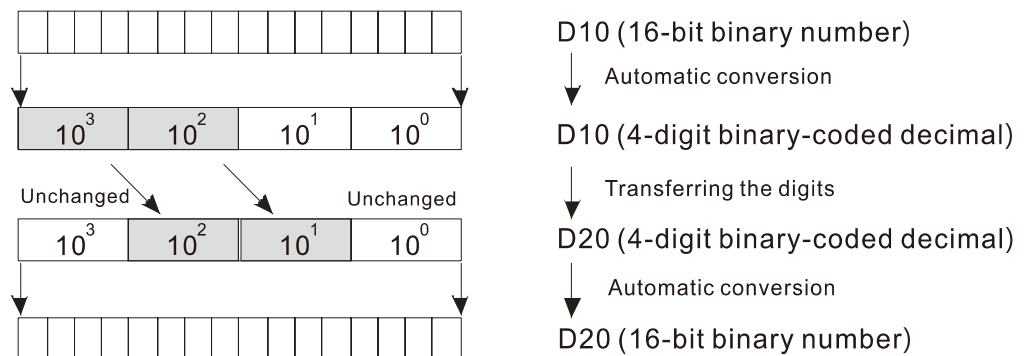 D10 (16-bit binary number)
Automatic conversion
10³ 10² 10¹ 10⁰
D10 (4-digit binary-coded decimal)
Unchanged
Unchanged
Transferring the digits
10³ 10² 10¹ 10⁰
D20 (4-digit binary-coded decimal)
Automatic conversion
D20 (16-bit binary number)